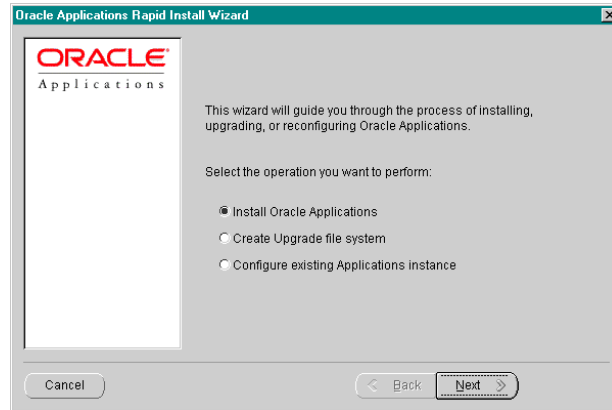 Oracle Applications Rapid Install Wizard
ORACLE
Applications
This wizard will guide you through the process of installing,
upgrading, or reconfiguring Oracle Applications.
Select the operation you want to perform:
Install Oracle Applications
Create Upgrade file system
Configure existing Applications instance
Cancel
Back
Next